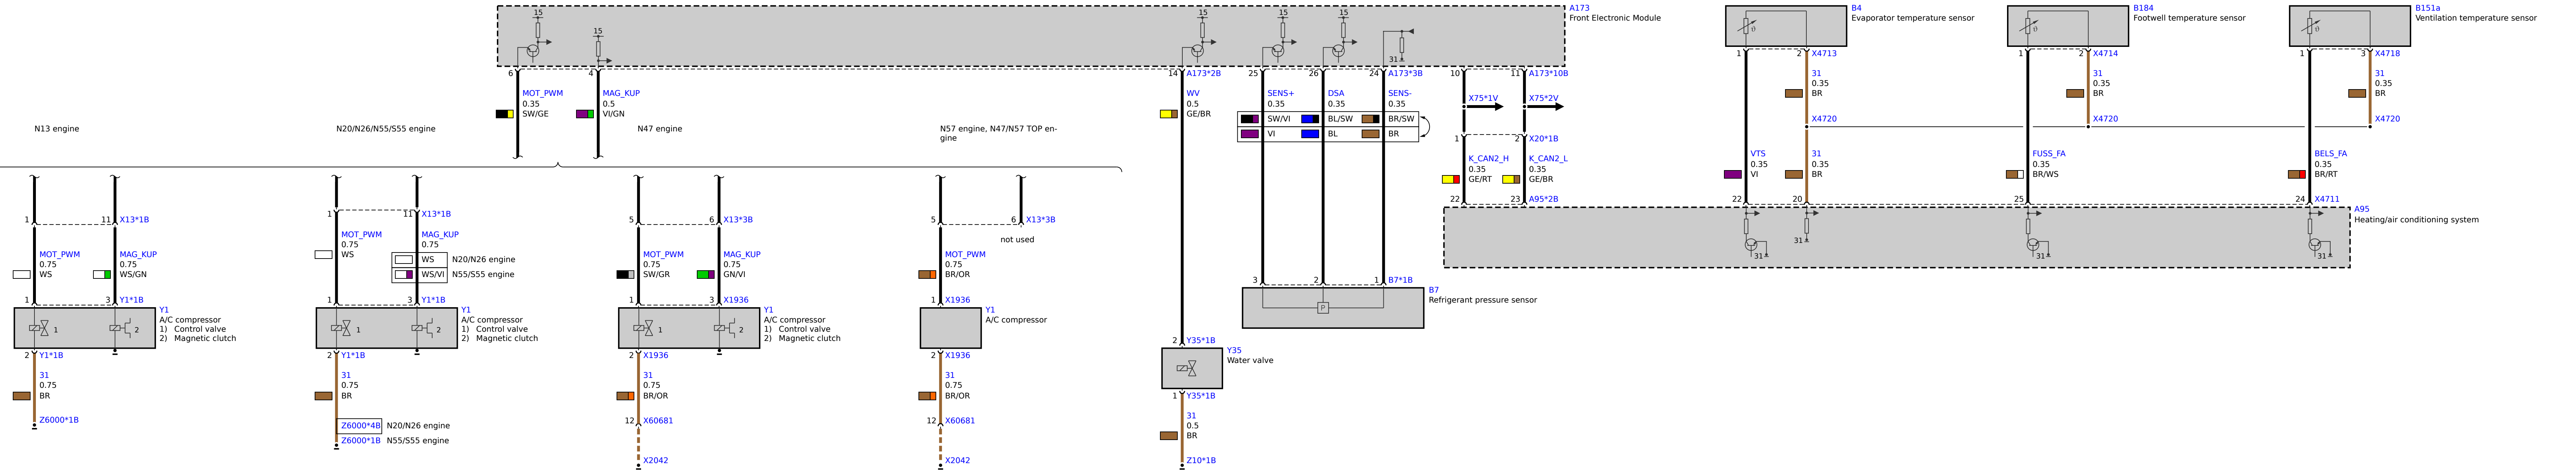 15
15
15
15
15
31
A173
Front Electronic Module
B4
Evaporator temperature sensor
B184
Footwell temperature sensor
B151a
Ventilation temperature sensor
ϑ
ϑ
ϑ
1
2
X4713
1
2
X4714
1
3
X4718
6
4
14
A173*2B
25
26
24
A173*3B
10
11
A173*10B
MOT_PWM
0.35
SW/GE
MAG_KUP
0.5
VI/GN
WV
0.5
GE/BR
SENS+
0.35
SW/VI
VI
DSA
0.35
BL/SW
BL
SENS-
0.35
BR/SW
BR
X75*1V
X75*2V
31
0.35
BR
31
0.35
BR
31
0.35
BR
X4720
X4720
X4720
N13 engine
N20/N26/N55/S55 engine
N47 engine
N57 engine, N47/N57 TOP en-
gine
1
2
X20*1B
K_CAN2_H
0.35
GE/RT
K_CAN2_L
0.35
GE/BR
VTS
0.35
VI
31
0.35
BR
FUSS_FA
0.35
BR/WS
BELS_FA
0.35
BR/RT
22
23
A95*2B
22
20
25
24
X4711
A95
Heating/air conditioning system
31
31
31
31
1
11
X13*1B
1
11
X13*1B
5
6
X13*3B
5
6
X13*3B
not used
MOT_PWM
0.75
WS
MAG_KUP
0.75
WS/GN
MOT_PWM
0.75
WS
MAG_KUP
0.75
WS
N20/N26 engine
WS/VI
N55/S55 engine
MOT_PWM
0.75
SW/GR
MAG_KUP
0.75
GN/VI
MOT_PWM
0.75
BR/OR
3
2
1
B7*1B
B7
Refrigerant pressure sensor
P
1
3
Y1*1B
1
3
Y1*1B
1
3
X1936
1
X1936
1
2
Y1
A/C compressor
1) Control valve
2) Magnetic clutch
1
2
Y1
A/C compressor
1) Control valve
2) Magnetic clutch
1
2
Y1
A/C compressor
1) Control valve
2) Magnetic clutch
Y1
A/C compressor
2
Y35*1B
Y35
Water valve
2
Y1*1B
2
Y1*1B
2
X1936
2
X1936
31
0.75
BR
31
0.75
BR
31
0.75
BR/OR
31
0.75
BR/OR
1
Y35*1B
31
0.5
BR
Z6000*1B
Z6000*4B
N20/N26 engine
Z6000*1B
N55/S55 engine
12
X60681
12
X60681
X2042
X2042
Z10*1B